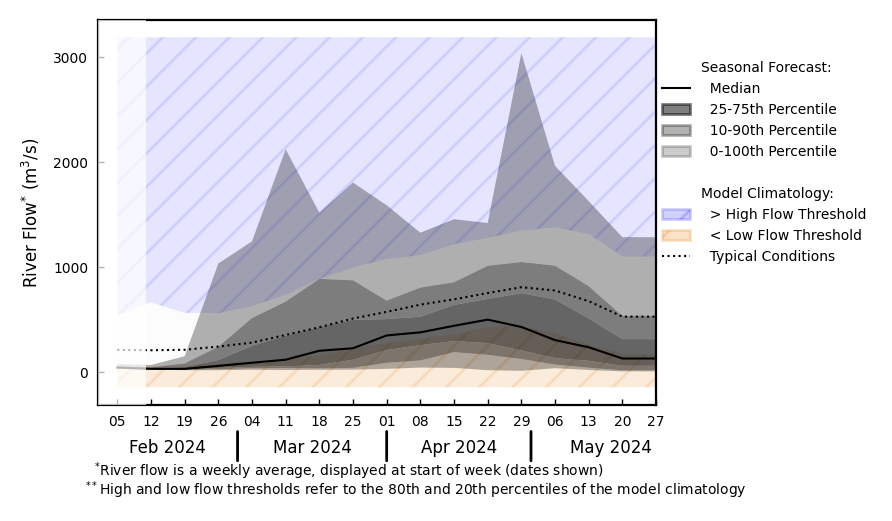 3000
2000
1000
0
River Flow* (m³/s)
05 12 19 26 04 11 18 25 01 08 15 22 29 06 13 20 27
Feb 2024 Mar 2024 Apr 2024 May 2024
*River flow is a weekly average, displayed at start of week (dates shown)
**High and low flow thresholds refer to the 80th and 20th percentiles of the model climatology
Seasonal Forecast:
Median
25-75th Percentile
10-90th Percentile
0-100th Percentile
Model Climatology:
> High Flow Threshold
< Low Flow Threshold
Typical Conditions